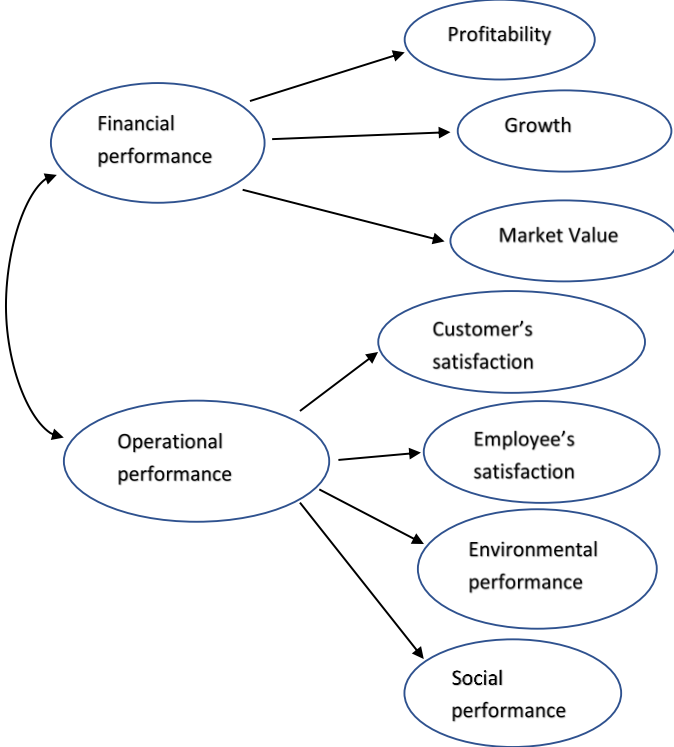 Profitability
Financial
performance
Growth
Market Value
Customer’s
satisfaction
Operational
performance
Employee’s
satisfaction
Environmental
performance
Social
performance